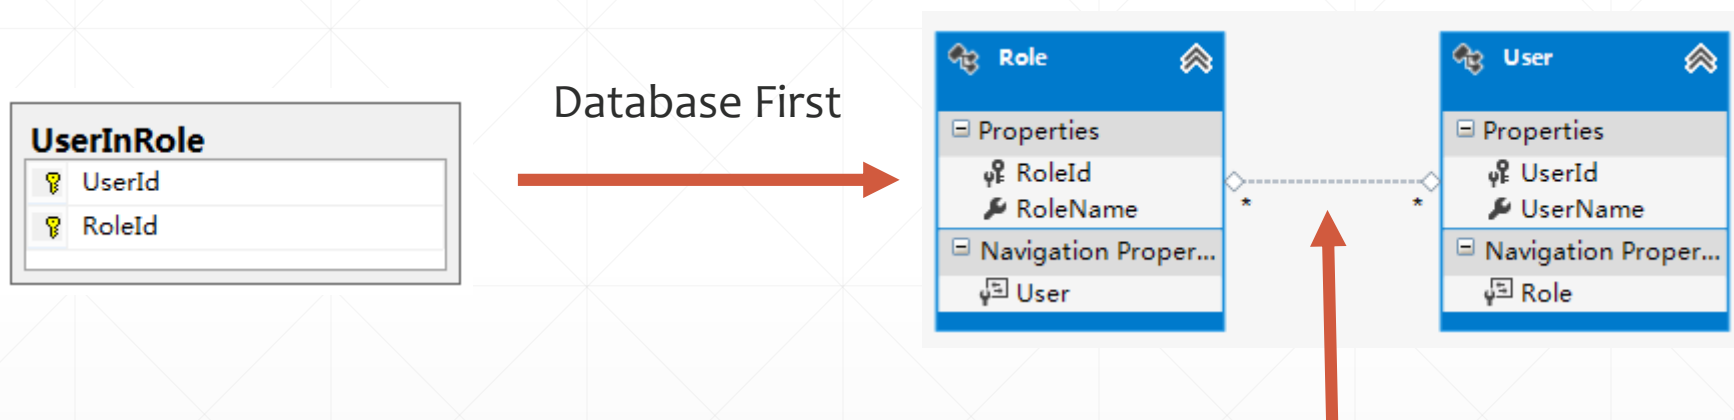 UserInRole
UserId
RoleId
Database First
Role
Properties
RoleId
RoleName
Navigation Proper...
User
*
*
User
Properties
UserId
UserName
Navigation Proper...
Role